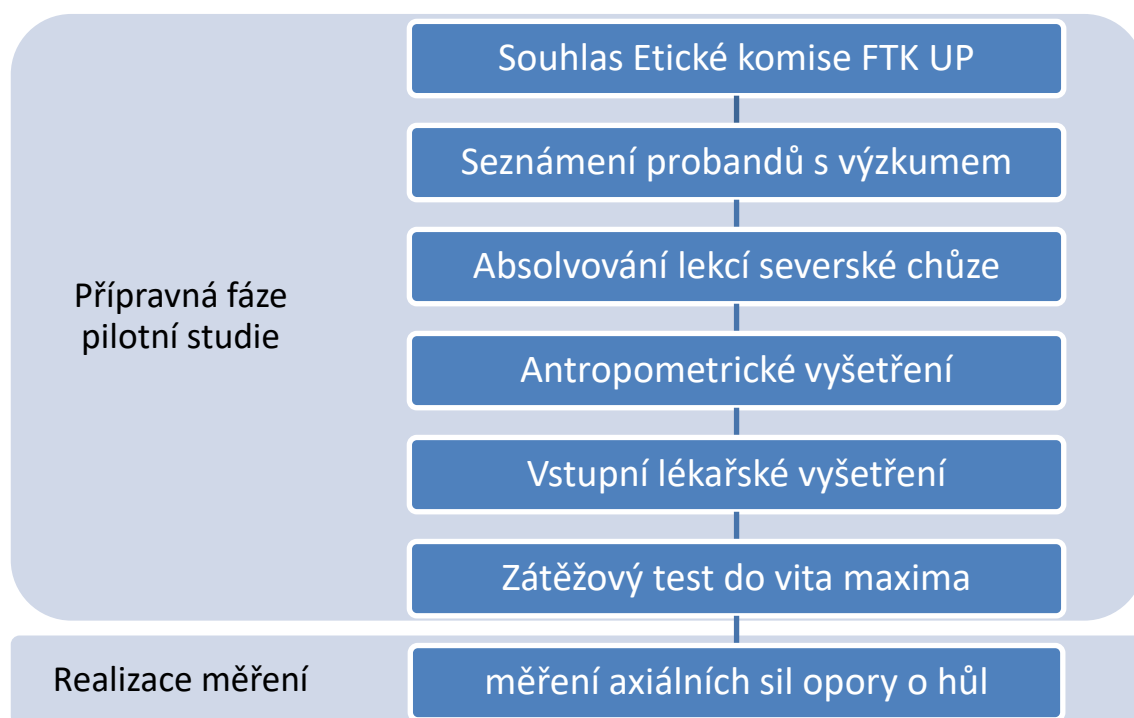 Souhlas Etické komise FTK UP
Seznámení probandů s výzkumem
Absolvování lekcí severské chůze
Přípravná fáze
pilotní studie
Antropometrické vyšetření
Vstupní lékařské vyšetření
Zátěžový test do vita maxima
Realizace měření
měření axiálních sil opory o hůl